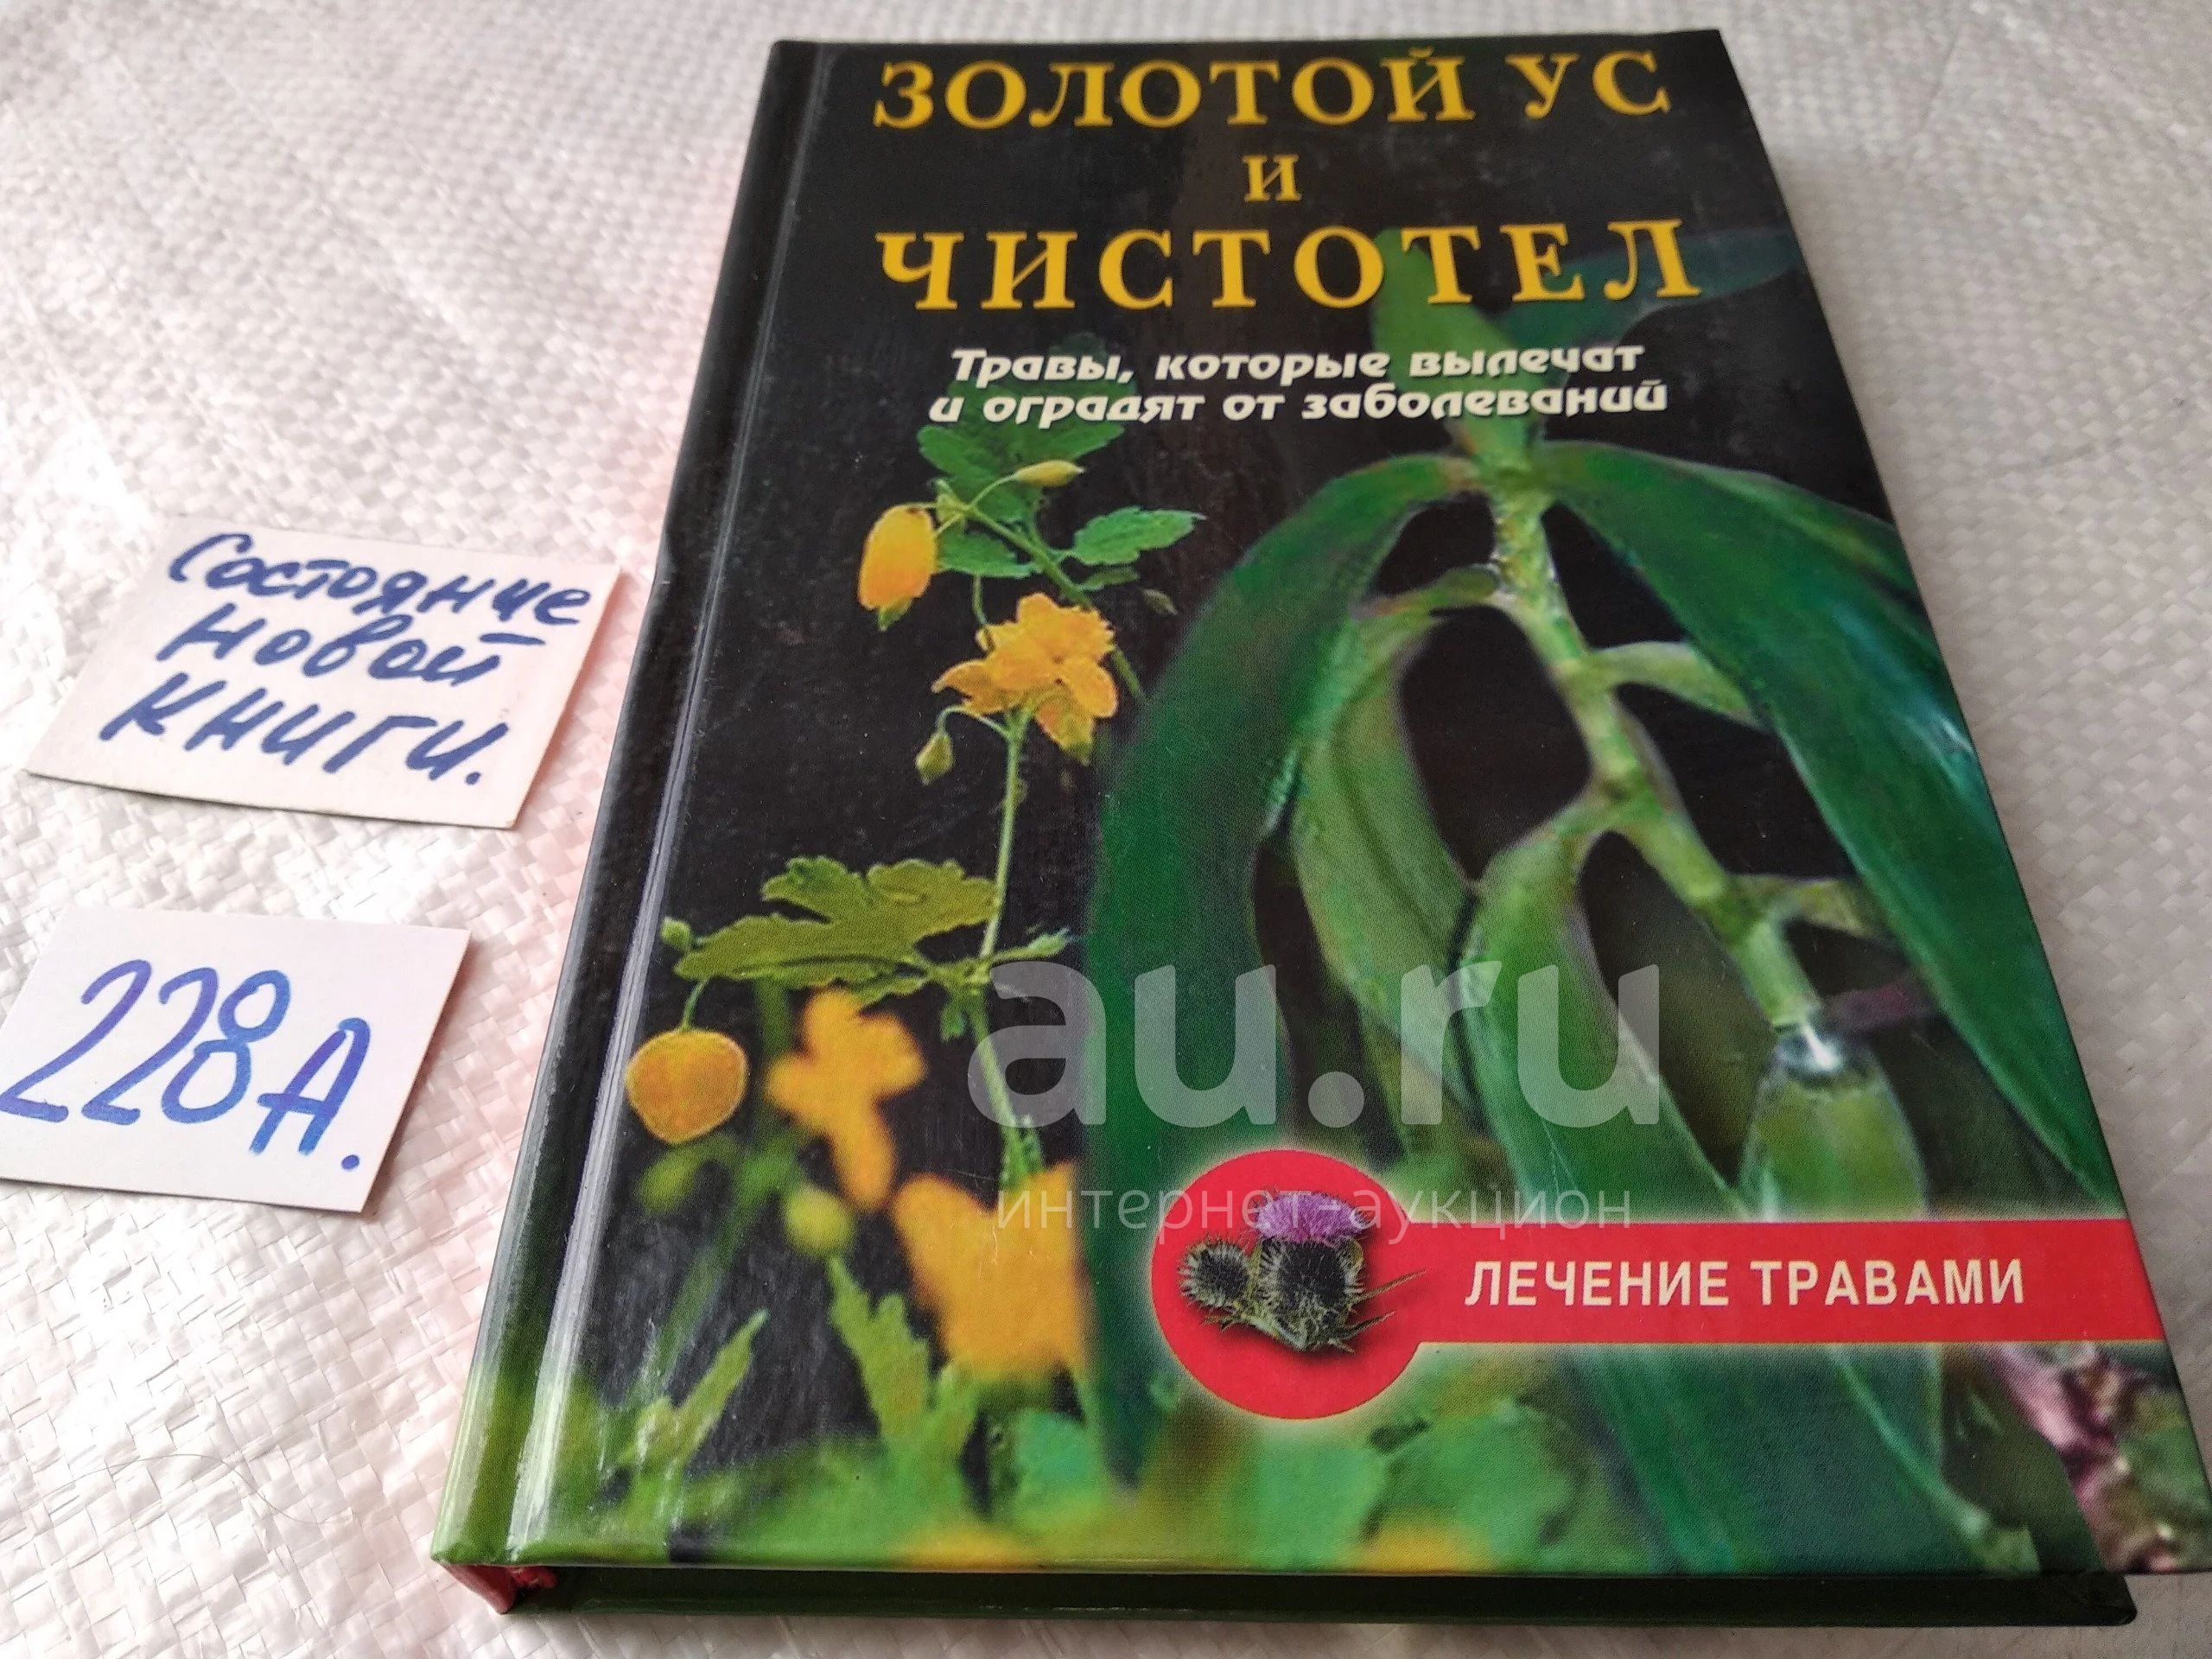 ЗОЛОТОЙ УС
И
ЧИСТОТЕЛ
Травы, которые вылечат
и оградят от заболеваний
Состояние
новой
книги.
228А.
au.ru
интернет-аукцион
ЛЕЧЕНИЕ ТРАВАМИ